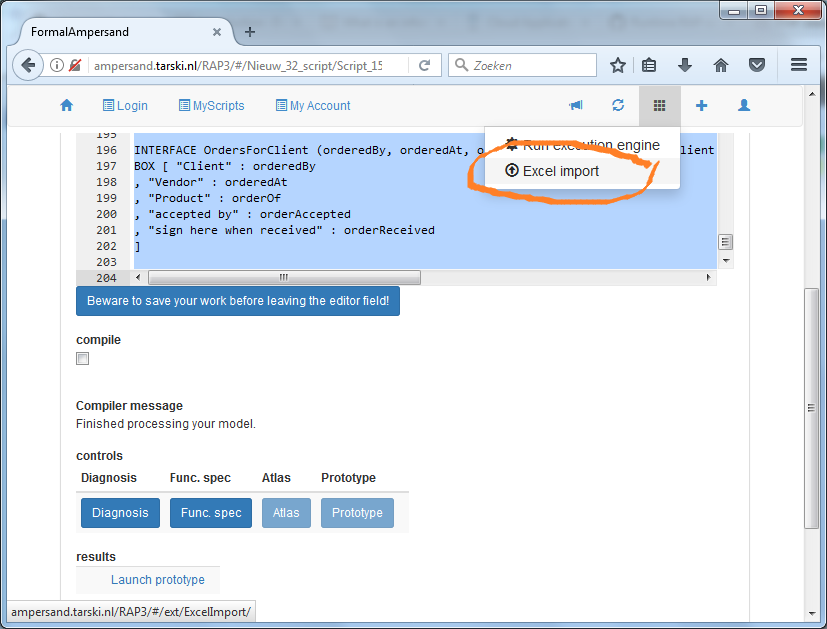 FormalAmpersand
ampersand.tarski.nl/RAP3/#/Nieuw_32_script/Script_15
Zoeken
Login MyScripts My Account
Run execution engine
Excel import
195
196 INTERFACE OrdersForClient (orderedBy, orderedAt, o lient
197 BOX [ "Client" : orderedBy
198 , "Vendor" : orderedAt
199 , "Product" : orderOf
200 , "accepted by" : orderAccepted
201 , "sign here when received" : orderReceived
202 ]
203
204
Beware to save your work before leaving the editor field!
compile
Compiler message
Finished processing your model.
controls
Diagnosis Func. spec Atlas Prototype
Diagnosis Func. spec Atlas Prototype
results
Launch prototype
ampersand.tarski.nl/RAP3/#/ext/ExcelImport/